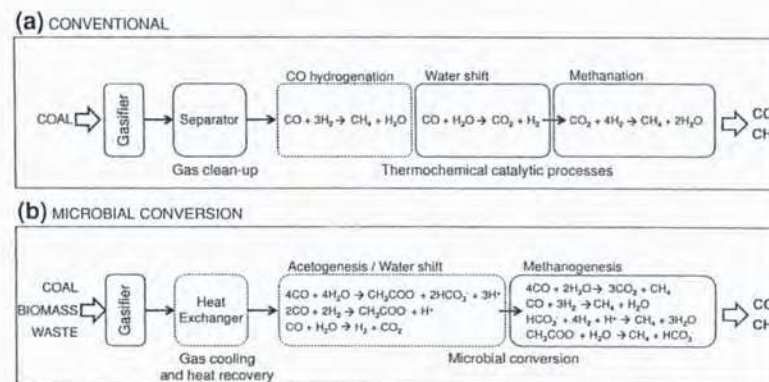 (a) CONVENTIONAL
CO hydrogenation Water shift Methanation
COAL Gasifier Separator CO + 3H₂ → CH₄ + H₂O CO + H₂O → CO₂ + H₂ CO₂ + 4H₂ → CH₄ + 2H₂O
Gas clean-up Thermochemical catalytic processes
(b) MICROBIAL CONVERSION
Acetogenesis / Water shift Methanogenesis
COAL
BIOMASS
WASTE
Gasifier
Heat
Exchanger
4CO + 4H₂O → CH₃COO⁻ + 2HCO₃⁻ + 3H⁺
2CO + 2H₂ → CH₃COO⁻ + H⁺
CO + H₂O → H₂ + CO₂
4CO + 2H₂O → 3CO₂ + CH₄
CO + 3H₂ → CH₄ + H₂O
HCO₃⁻ + 4H₂ + H⁺ → CH₄ + 3H₂O
CH₃COO⁻ + H₂O → CH₄ + HCO₃⁻
Gas cooling
and heat recovery
Microbial conversion